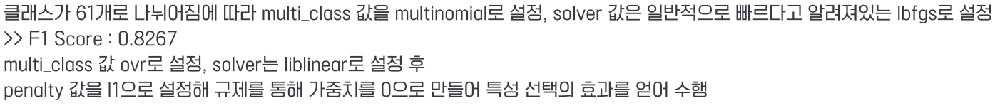 클래스가 61개로 나뉘어짐에 따라 multi_class 값을 multinomial로 설정, solver 값은 일반적으로 빠르다고 알려져있는 lbfgs로 설정
>> F1 Score : 0.8267
multi_class 값 ovr로 설정, solver는 liblinear로 설정 후
penalty 값을 l1으로 설정해 규제를 통해 가중치를 0으로 만들어 특성 선택의 효과를 얻어 수행